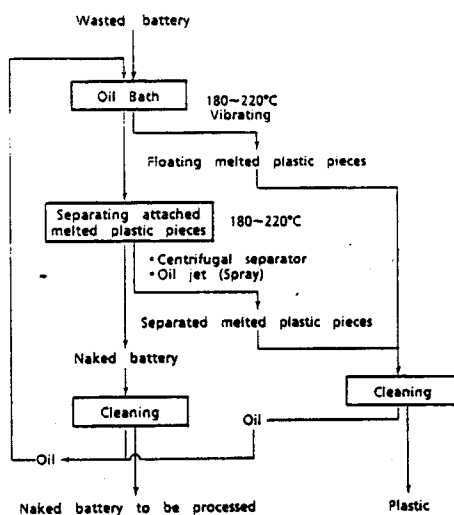 Wasted battery
Oil Bath
180~220°C
Vibrating
Floating melted plastic pieces
Separating attached
melted plastic pieces
180~220°C
•Centrifugal separator
•Oil jet (Spray)
Separated melted plastic pieces
Naked battery
Cleaning
Cleaning
Oil
Oil
Naked battery to be processed
Plastic